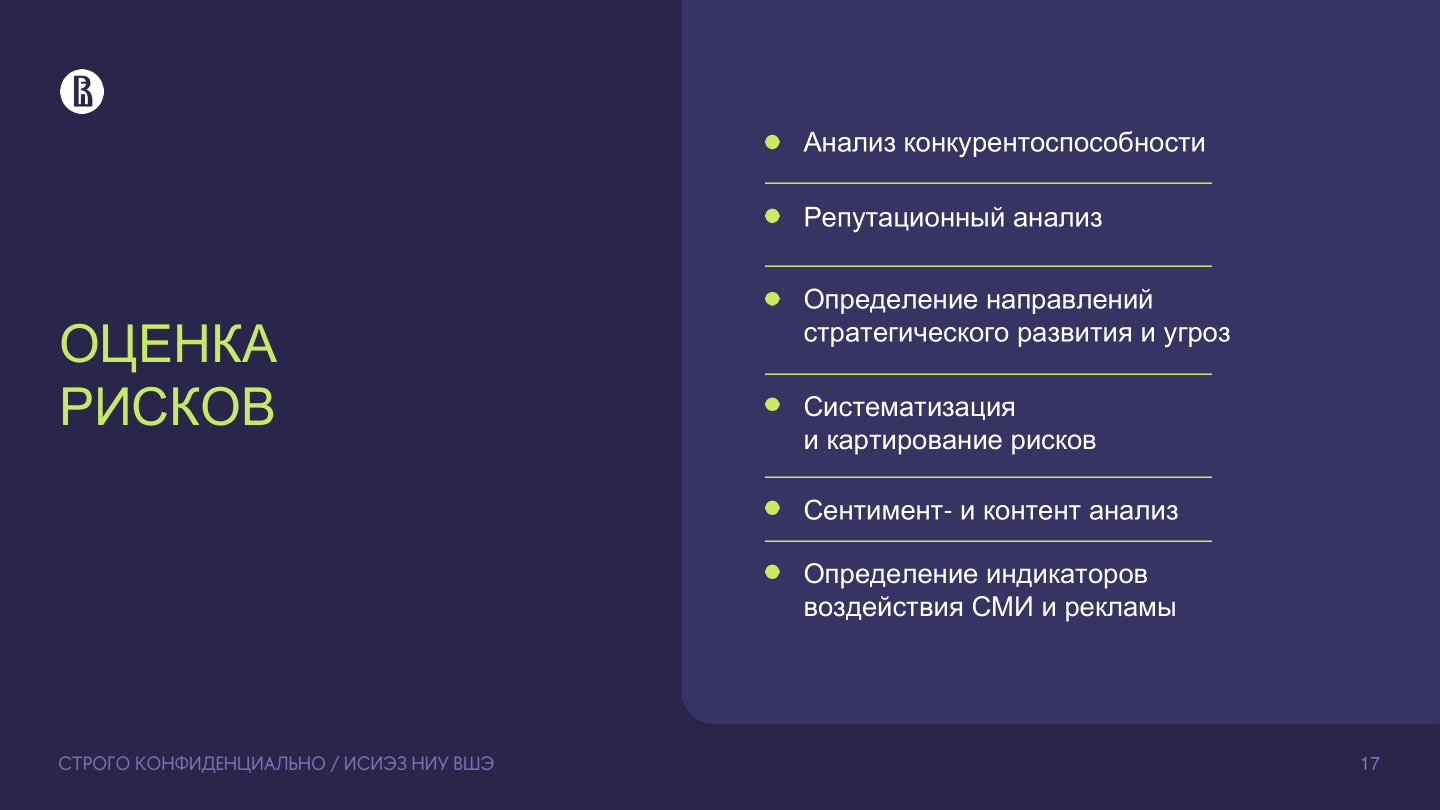 ОЦЕНКА
РИСКОВ
Анализ конкурентоспособности
Репутационный анализ
Определение направлений
стратегического развития и угроз
Систематизация
и картирование рисков
Сентимент- и контент анализ
Определение индикаторов
воздействия СМИ и рекламы
СТРОГО КОНФИДЕНЦИАЛЬНО / ИСИЭЗ НИУ ВШЭ
17